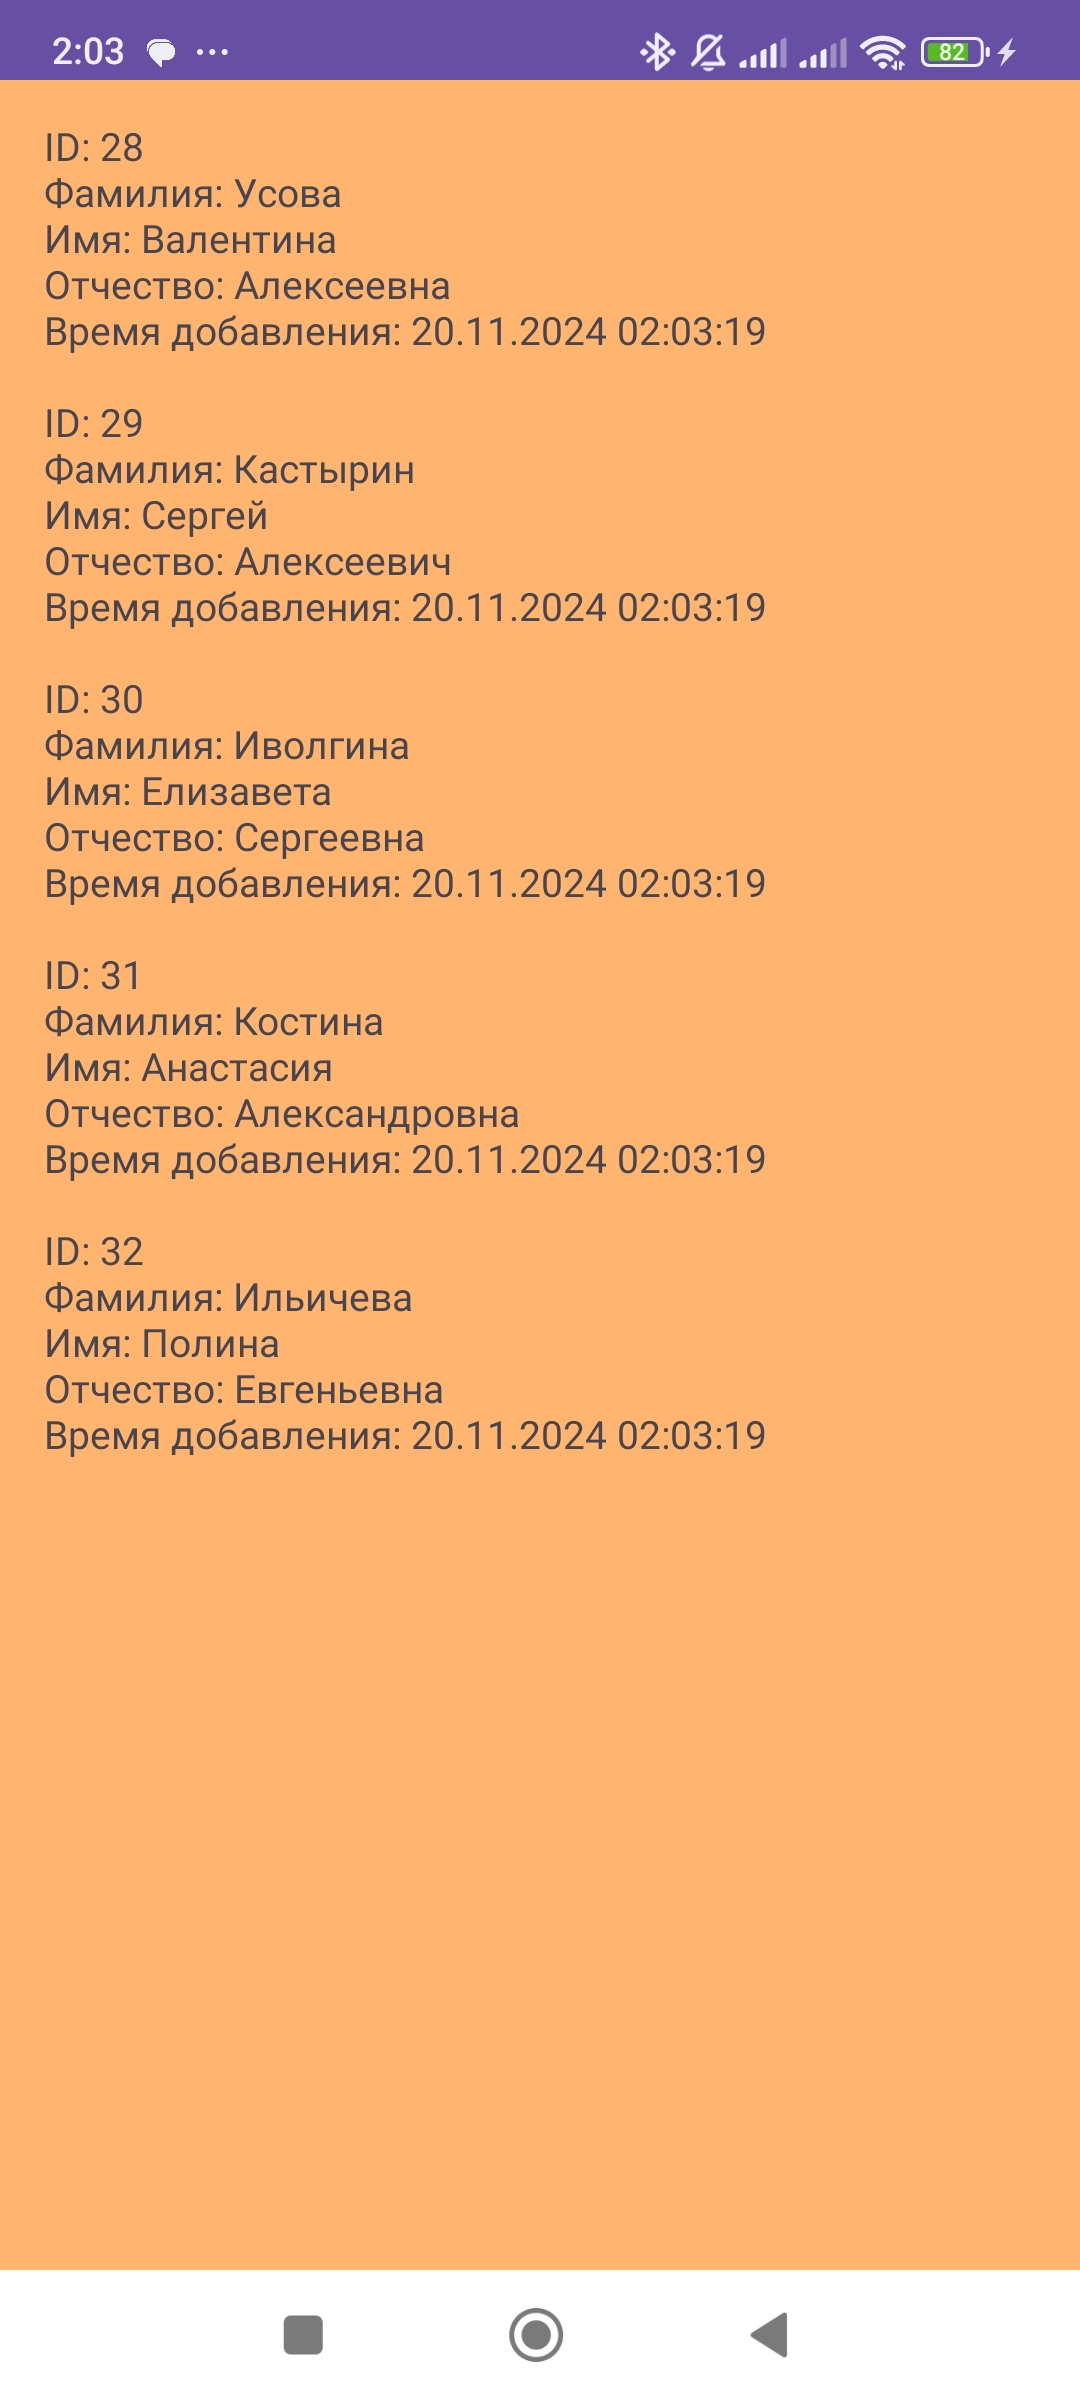 2:03
82
ID: 28
Фамилия: Усова
Имя: Валентина
Отчество: Алексеевна
Время добавления: 20.11.2024 02:03:19
ID: 29
Фамилия: Кастырин
Имя: Сергей
Отчество: Алексеевич
Время добавления: 20.11.2024 02:03:19
ID: 30
Фамилия: Иволгина
Имя: Елизавета
Отчество: Сергеевна
Время добавления: 20.11.2024 02:03:19
ID: 31
Фамилия: Костина
Имя: Анастасия
Отчество: Александровна
Время добавления: 20.11.2024 02:03:19
ID: 32
Фамилия: Ильичева
Имя: Полина
Отчество: Евгеньевна
Время добавления: 20.11.2024 02:03:19